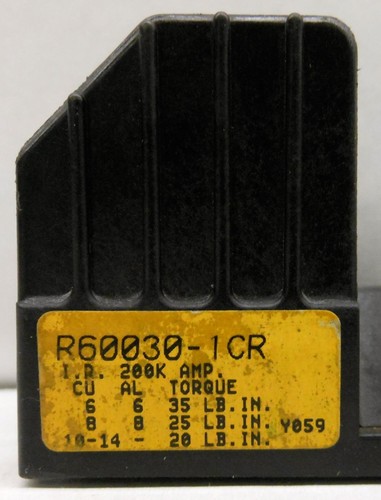 R60030-1CR
I.R. 200K AMP.
CU AL TORQUE
6 6 35 LB.IN.
8 8 25 LB.IN. Y059
10-14 - 20 LB.IN.